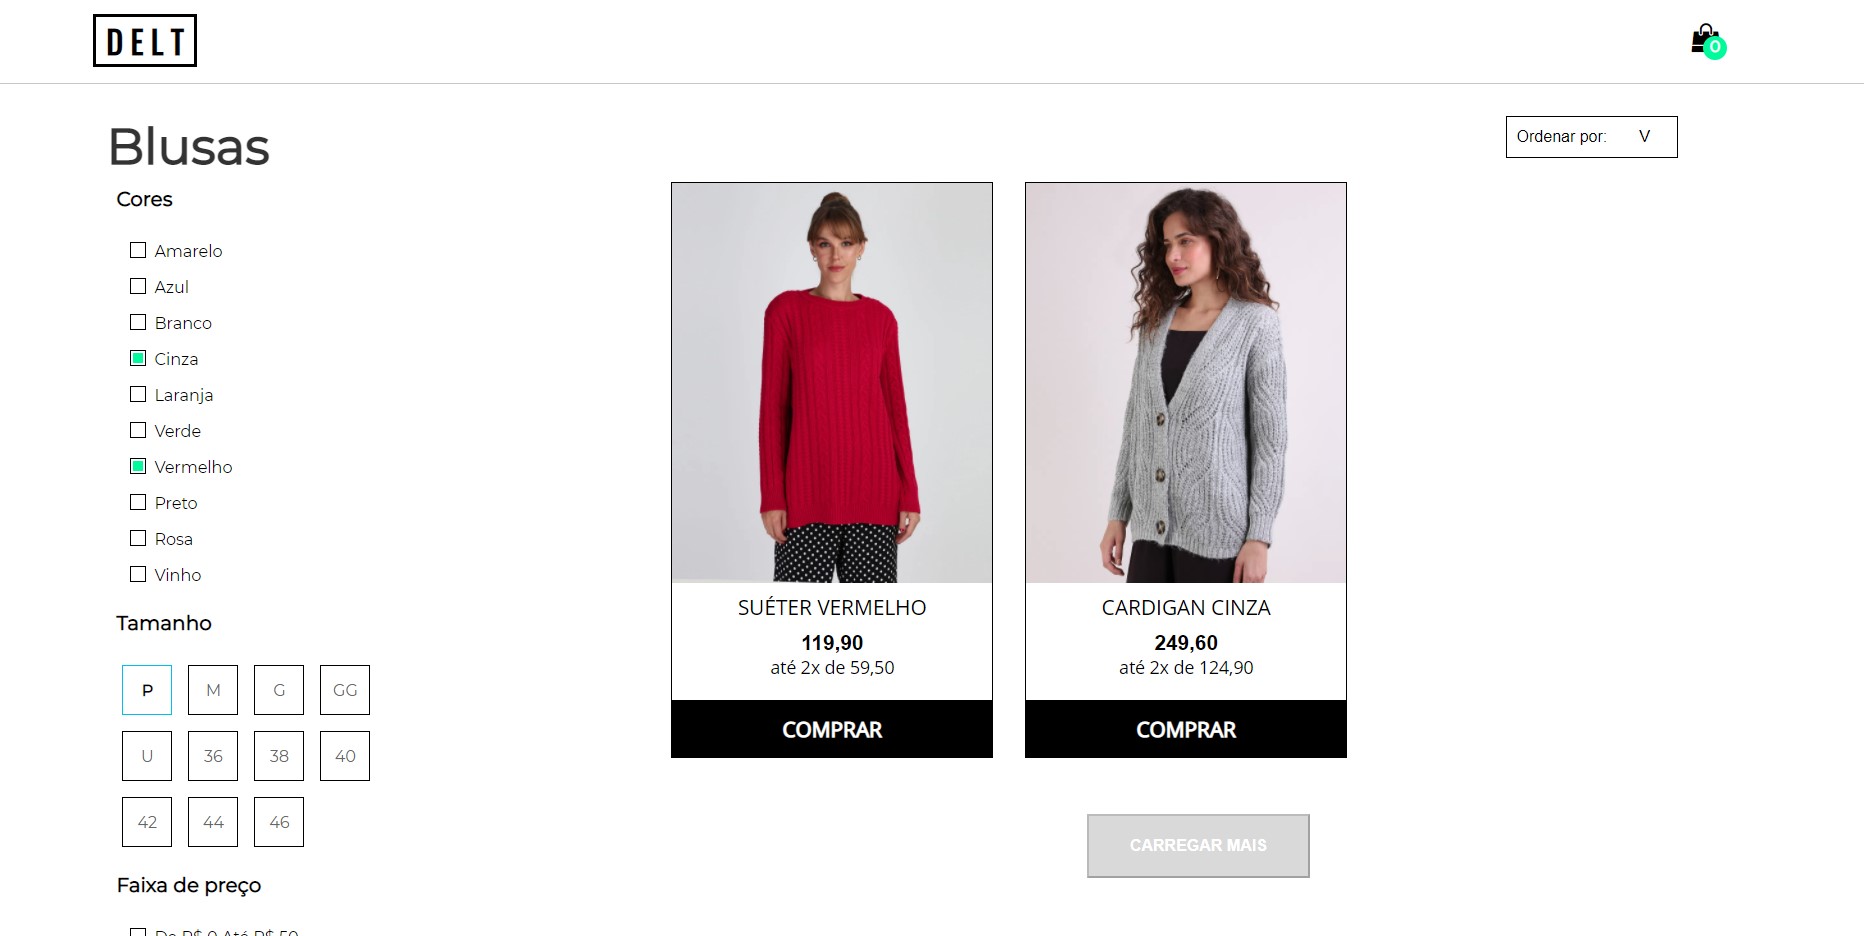 DELT
0
Blusas
Ordenar por: V
Cores
Amarelo
Azul
Branco
Cinza
Laranja
Verde
Vermelho
Preto
Rosa
Vinho
Tamanho
P M G GG
U 36 38 40
42 44 46
Faixa de preço
De R$ 0 Até R$ 50
SUÉTER VERMELHO
119,90
até 2x de 59,50
COMPRAR
CARDIGAN CINZA
249,60
até 2x de 124,90
COMPRAR
CARREGAR MAIS